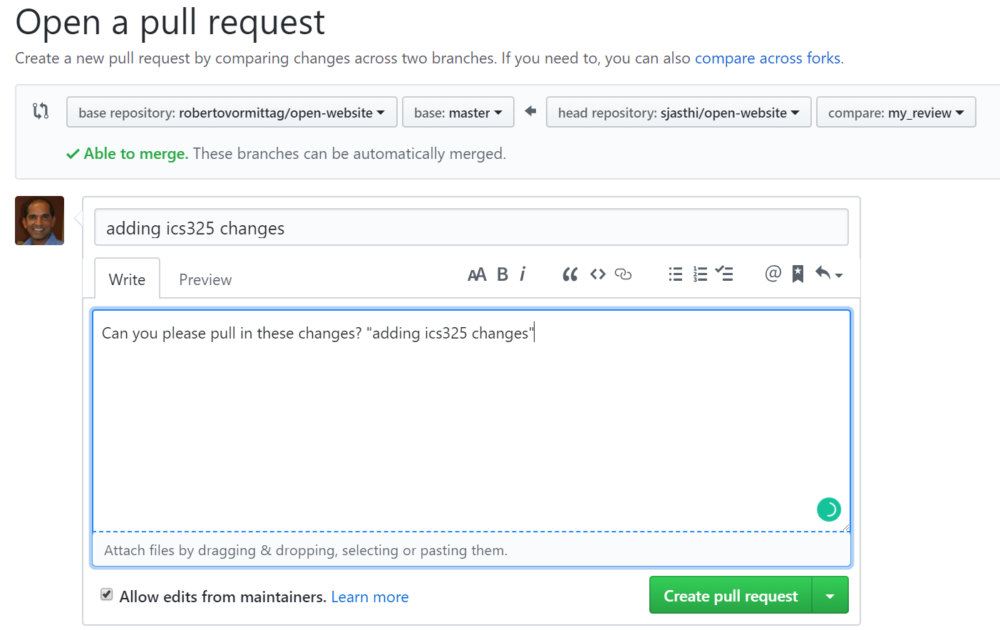 Open a pull request
Create a new pull request by comparing changes across two branches. If you need to, you can also compare across forks.
base repository: robertovormittag/open-website base: master head repository: sjasthi/open-website compare: my_review
Able to merge. These branches can be automatically merged.
adding ics325 changes
Write Preview
Can you please pull in these changes? "adding ics325 changes"
Attach files by dragging & dropping, selecting or pasting them.
Allow edits from maintainers. Learn more Create pull request